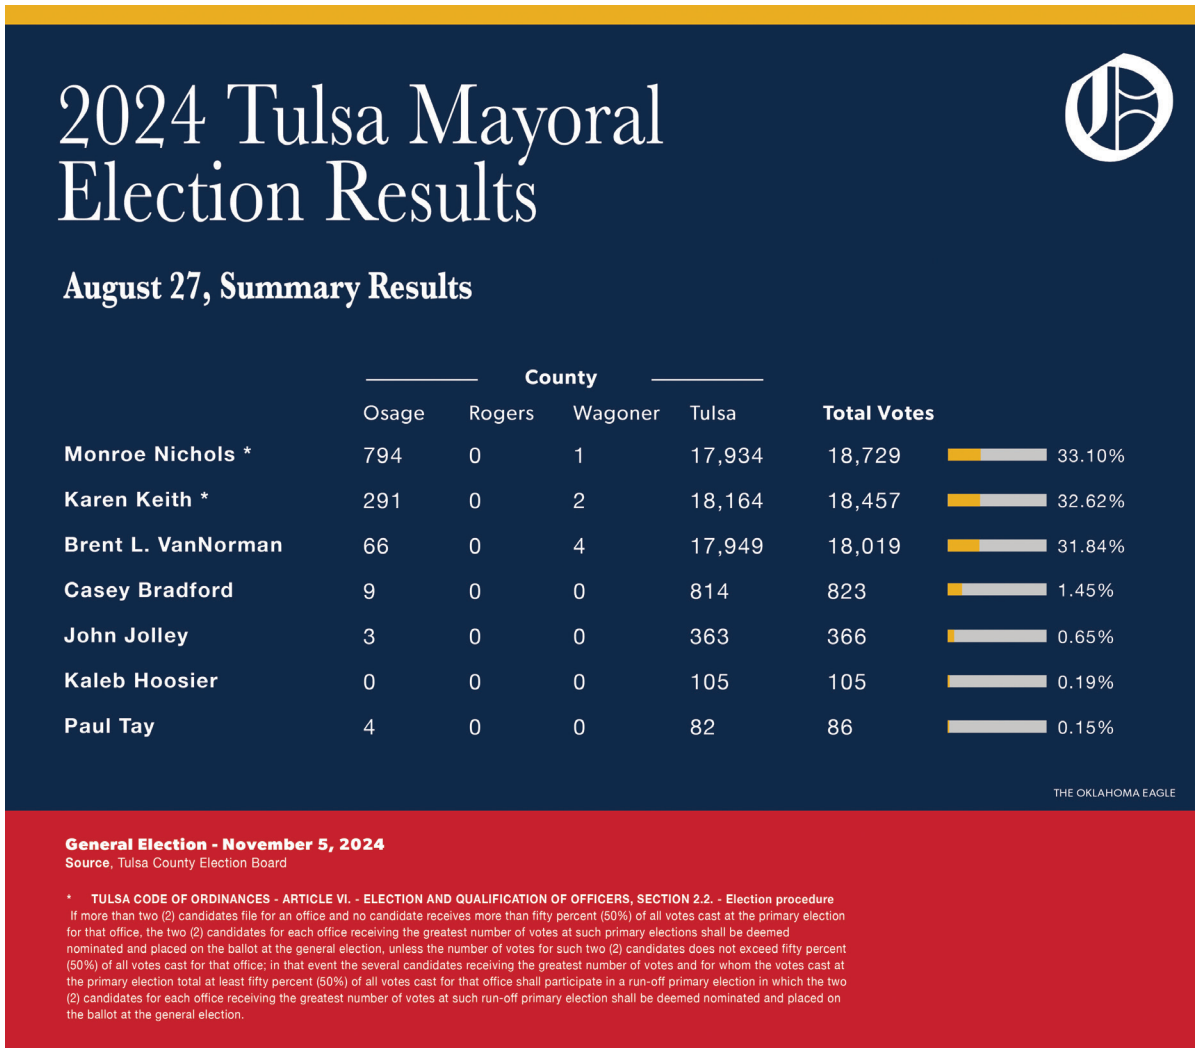 2024 Tulsa Mayoral
Election Results
August 27, Summary Results
County
Osage Rogers Wagoner Tulsa Total Votes
Monroe Nichols * 794 0 1 17,934 18,729 33.10%
Karen Keith * 291 0 2 18,164 18,457 32.62%
Brent L. VanNorman 66 0 4 17,949 18,019 31.84%
Casey Bradford 9 0 0 814 823 1.45%
John Jolley 3 0 0 363 366 0.65%
Kaleb Hoosier 0 0 0 105 105 0.19%
Paul Tay 4 0 0 82 86 0.15%
THE OKLAHOMA EAGLE
General Election - November 5, 2024
Source, Tulsa County Election Board
* TULSA CODE OF ORDINANCES - ARTICLE VI. - ELECTION AND QUALIFICATION OF OFFICERS, SECTION 2.2. - Election procedure
If more than two (2) candidates file for an office and no candidate receives more than fifty percent (50%) of all votes cast at the primary election
for that office, the two (2) candidates for each office receiving the greatest number of votes at such primary elections shall be deemed
nominated and placed on the ballot at the general election, unless the number of votes for such two (2) candidates does not exceed fifty percent
(50%) of all votes cast for that office; in that event the several candidates receiving the greatest number of votes and for whom the votes cast at
the primary election total at least fifty percent (50%) of all votes cast for that office shall participate in a run-off primary election in which the two
(2) candidates for each office receiving the greatest number of votes at such run-off primary election shall be deemed nominated and placed on
the ballot at the general election.